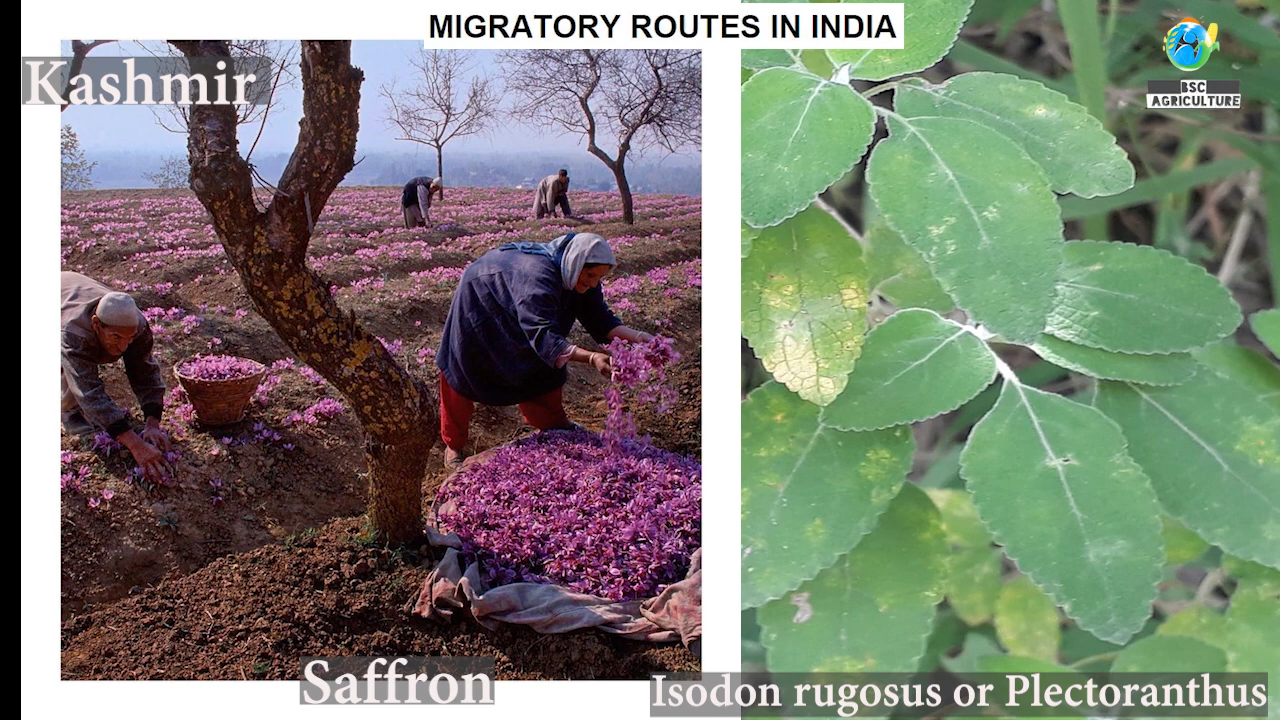 MIGRATORY ROUTES IN INDIA
Kashmir
BSC
AGRICULTURE
Saffron
Isodon rugosus or Plectoranthus